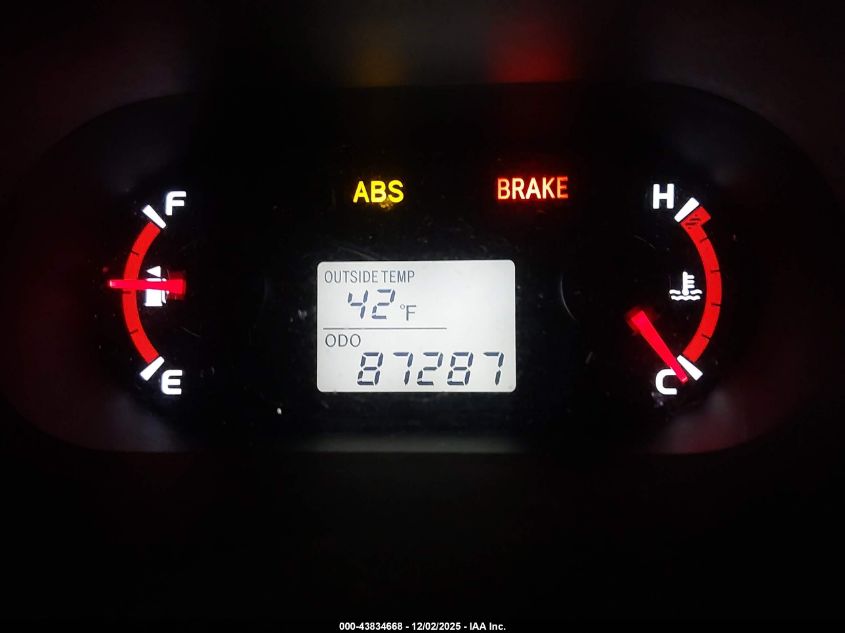 F
ABS
BRAKE
H
OUTSIDE TEMP
42°F
ODO
87287
E
C
000-43834668 - 12/02/2025 - IAA Inc.